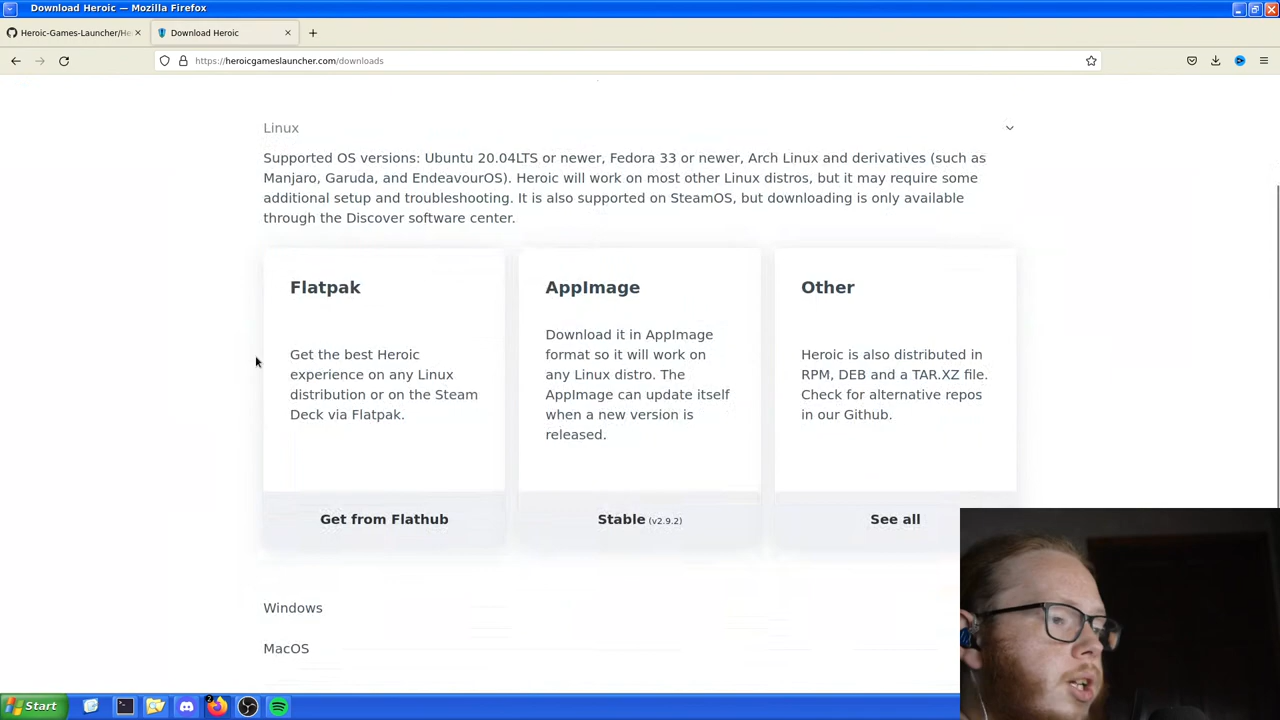 Download Heroic — Mozilla Firefox
Heroic-Games-Launcher/He
Download Heroic
https://heroicgameslauncher.com/downloads
Linux
Supported OS versions: Ubuntu 20.04LTS or newer, Fedora 33 or newer, Arch Linux and derivatives (such as
Manjaro, Garuda, and EndeavourOS). Heroic will work on most other Linux distros, but it may require some
additional setup and troubleshooting. It is also supported on SteamOS, but downloading is only available
through the Discover software center.
Flatpak
Get the best Heroic
experience on any Linux
distribution or on the Steam
Deck via Flatpak.
Get from Flathub
AppImage
Download it in AppImage
format so it will work on
any Linux distro. The
AppImage can update itself
when a new version is
released.
Stable (v2.9.2)
Other
Heroic is also distributed in
RPM, DEB and a TAR.XZ file.
Check for alternative repos
in our Github.
See all
Windows
MacOS
Start